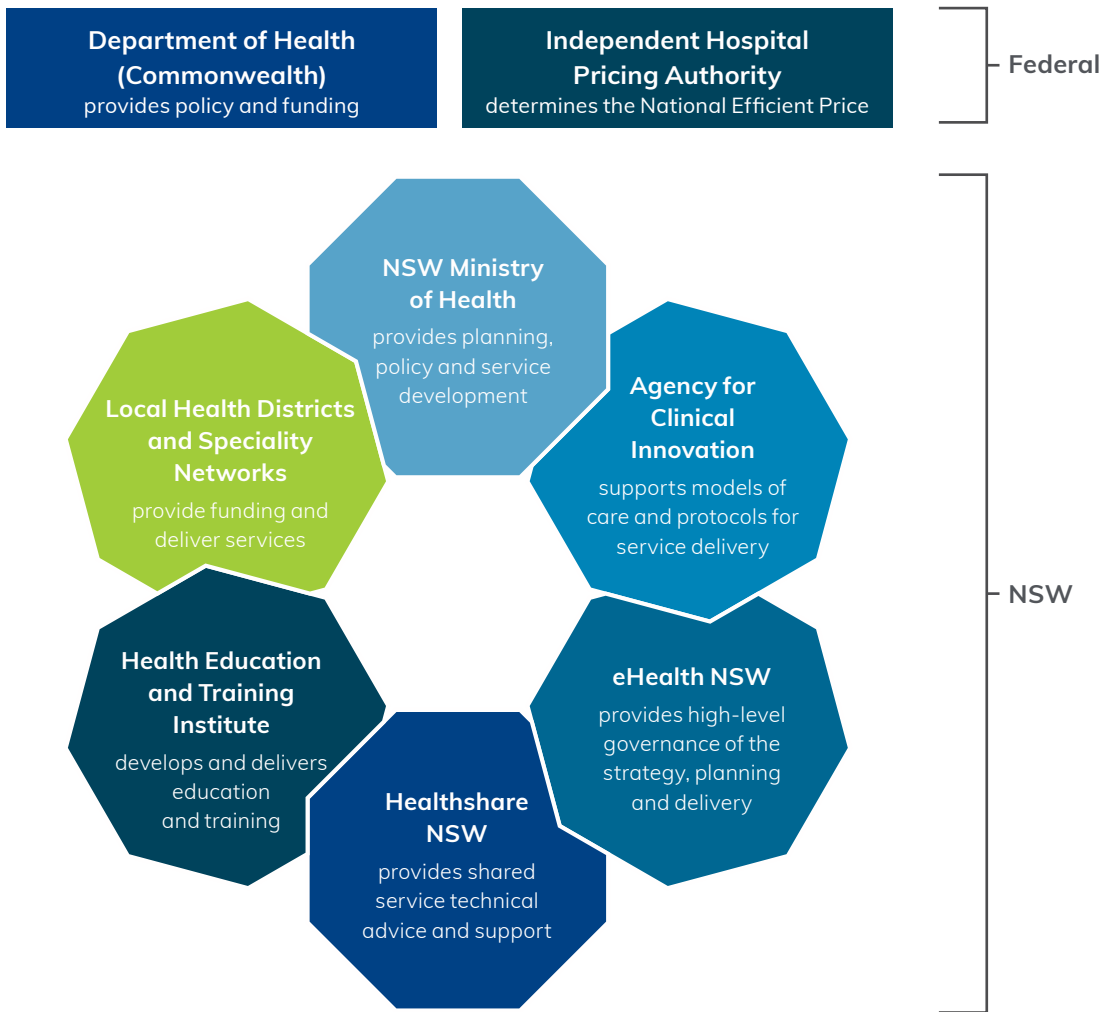 Department of Health
(Commonwealth)
provides policy and funding
Independent Hospital
Pricing Authority
determines the National Efficient Price
Federal
NSW Ministry
of Health
provides planning,
policy and service
development
Agency for
Clinical
Innovation
supports models of
care and protocols for
service delivery
Local Health Districts
and Speciality
Networks
provide funding and
deliver services
NSW
Health Education
and Training
Institute
develops and delivers
education
and training
eHealth NSW
provides high-level
governance of the
strategy, planning
and delivery
Healthshare
NSW
provides shared
service technical
advice and support